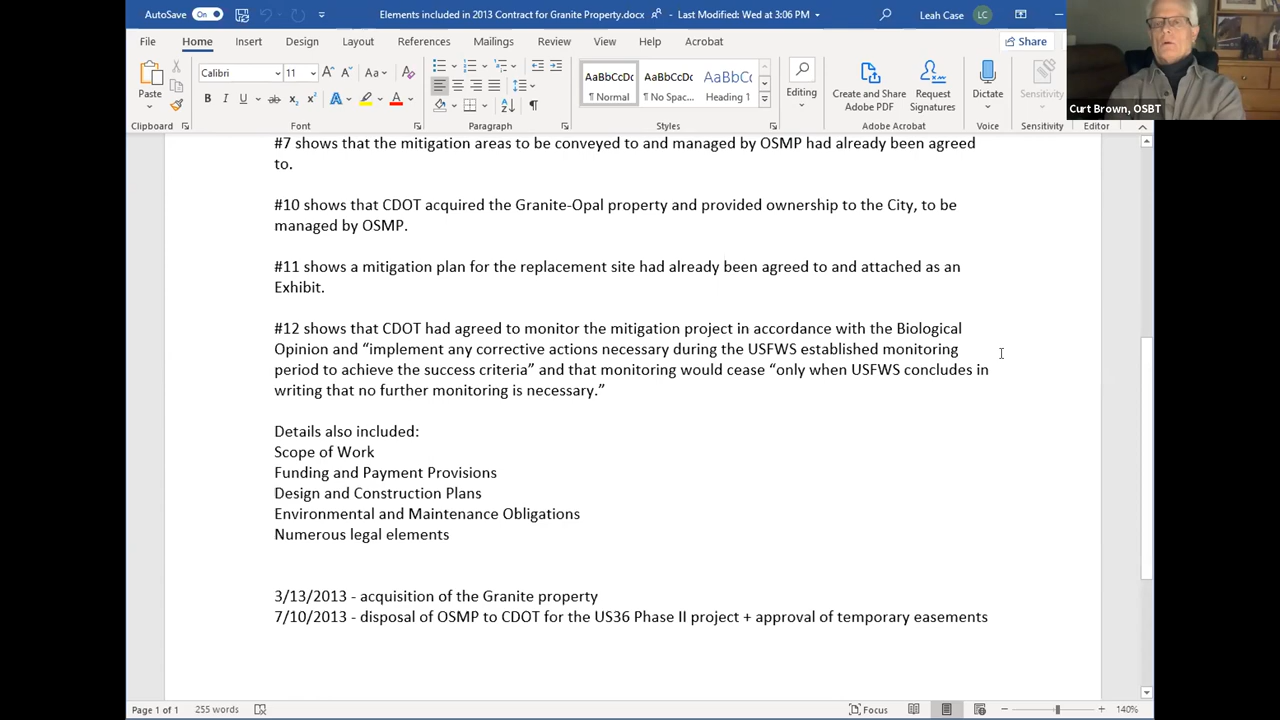 AutoSave On Elements included in 2013 Contract for Granite Property.docx - Last Modified: Wed at 3:06 PM Leah Case LC
File Home Insert Design Layout References Mailings Review View Help Acrobat Share
Calibri 11 A A Aa
Paste B I U ab x₂ x² A A
AaBbCcDc AaBbCcDc AaBbC
¶ Normal ¶ No Spac... Heading 1
Editing
Create and Share Adobe PDF
Request Signatures
Dictate
Sensitivity
Clipboard Font Paragraph Styles Adobe Acrobat Voice Sensitivity Editor
Curt Brown, OSBT
#7 shows that the mitigation areas to be conveyed to and managed by OSMP had already been agreed
to.
#10 shows that CDOT acquired the Granite-Opal property and provided ownership to the City, to be
managed by OSMP.
#11 shows a mitigation plan for the replacement site had already been agreed to and attached as an
Exhibit.
#12 shows that CDOT had agreed to monitor the mitigation project in accordance with the Biological
Opinion and “implement any corrective actions necessary during the USFWS established monitoring
period to achieve the success criteria” and that monitoring would cease “only when USFWS concludes in
writing that no further monitoring is necessary.”
Details also included:
Scope of Work
Funding and Payment Provisions
Design and Construction Plans
Environmental and Maintenance Obligations
Numerous legal elements
3/13/2013 - acquisition of the Granite property
7/10/2013 - disposal of OSMP to CDOT for the US36 Phase II project + approval of temporary easements
Page 1 of 1 255 words Focus 140%